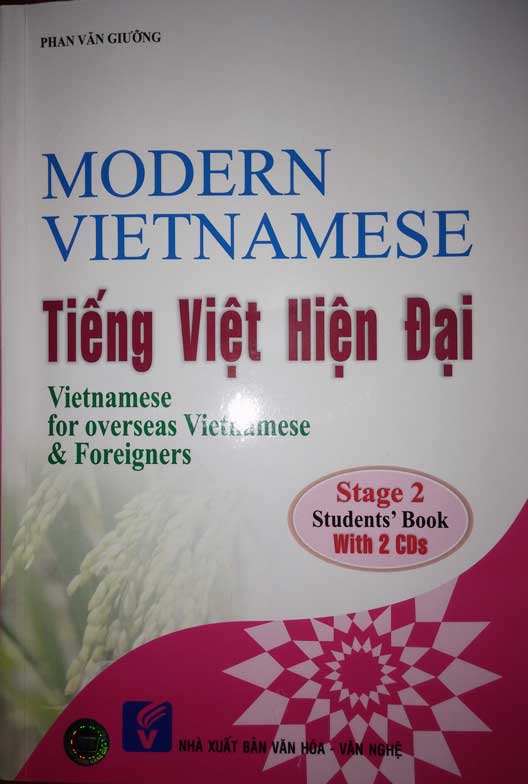 PHAN VĂN GIƯỠNG
MODERN
VIETNAMESE
Tiếng Việt Hiện Đại
Vietnamese
for overseas Vietnamese
& Foreigners
Stage 2
Students' Book
With 2 CDs
NHÀ XUẤT BẢN VĂN HÓA - VĂN NGHỆ